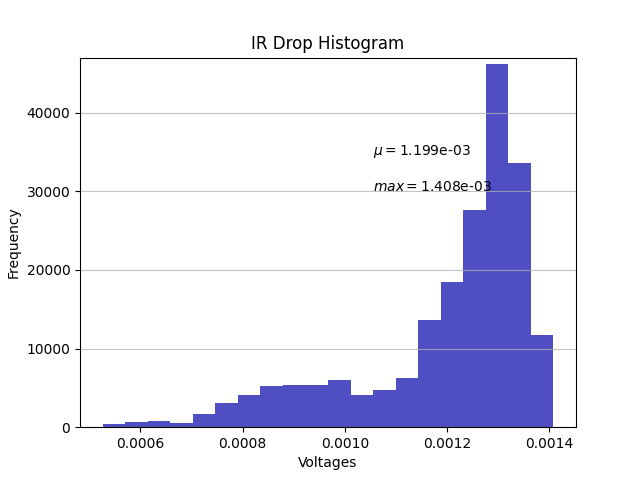 IR Drop Histogram
40000
30000
20000
10000
0
Frequency
μ = 1.199e-03
max = 1.408e-03
0.0006 0.0008 0.0010 0.0012 0.0014
Voltages